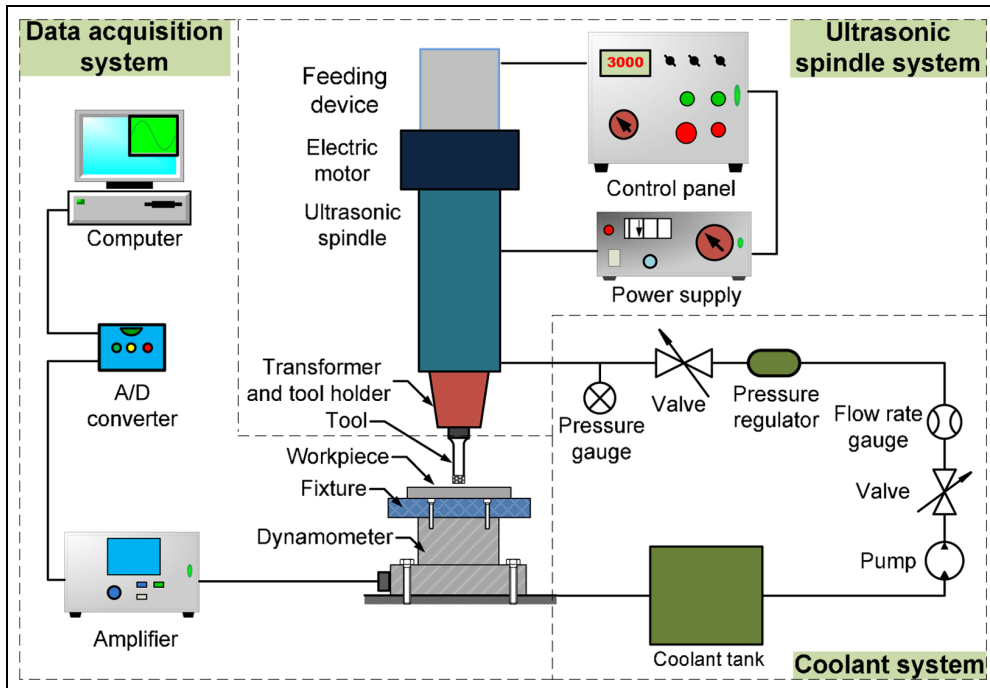 Data acquisition
system
Ultrasonic
spindle system
Feeding
device
3000
Electric
motor
Control panel
Ultrasonic
spindle
Computer
Power supply
Transformer
and tool holder
Tool
A/D
converter
Pressure
gauge
Valve
Pressure
regulator
Flow rate
gauge
Workpiece
Fixture
Valve
Dynamometer
Pump
Amplifier
Coolant tank
Coolant system